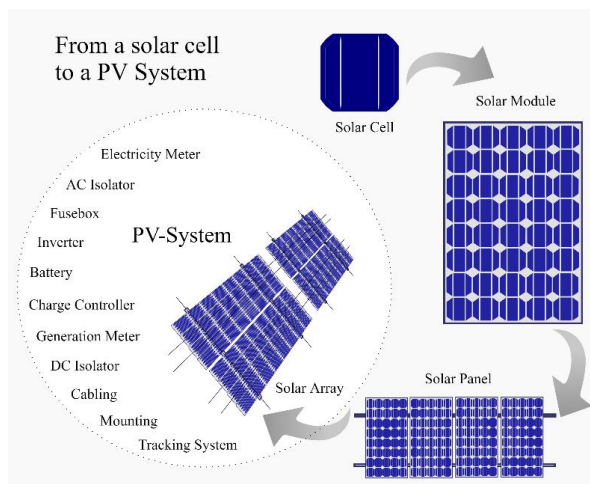 From a solar cell
to a PV System
Solar Cell
Solar Module
Electricity Meter
AC Isolator
Fusebox
Inverter
PV-System
Battery
Charge Controller
Generation Meter
DC Isolator
Cabling
Mounting
Tracking System
Solar Array
Solar Panel